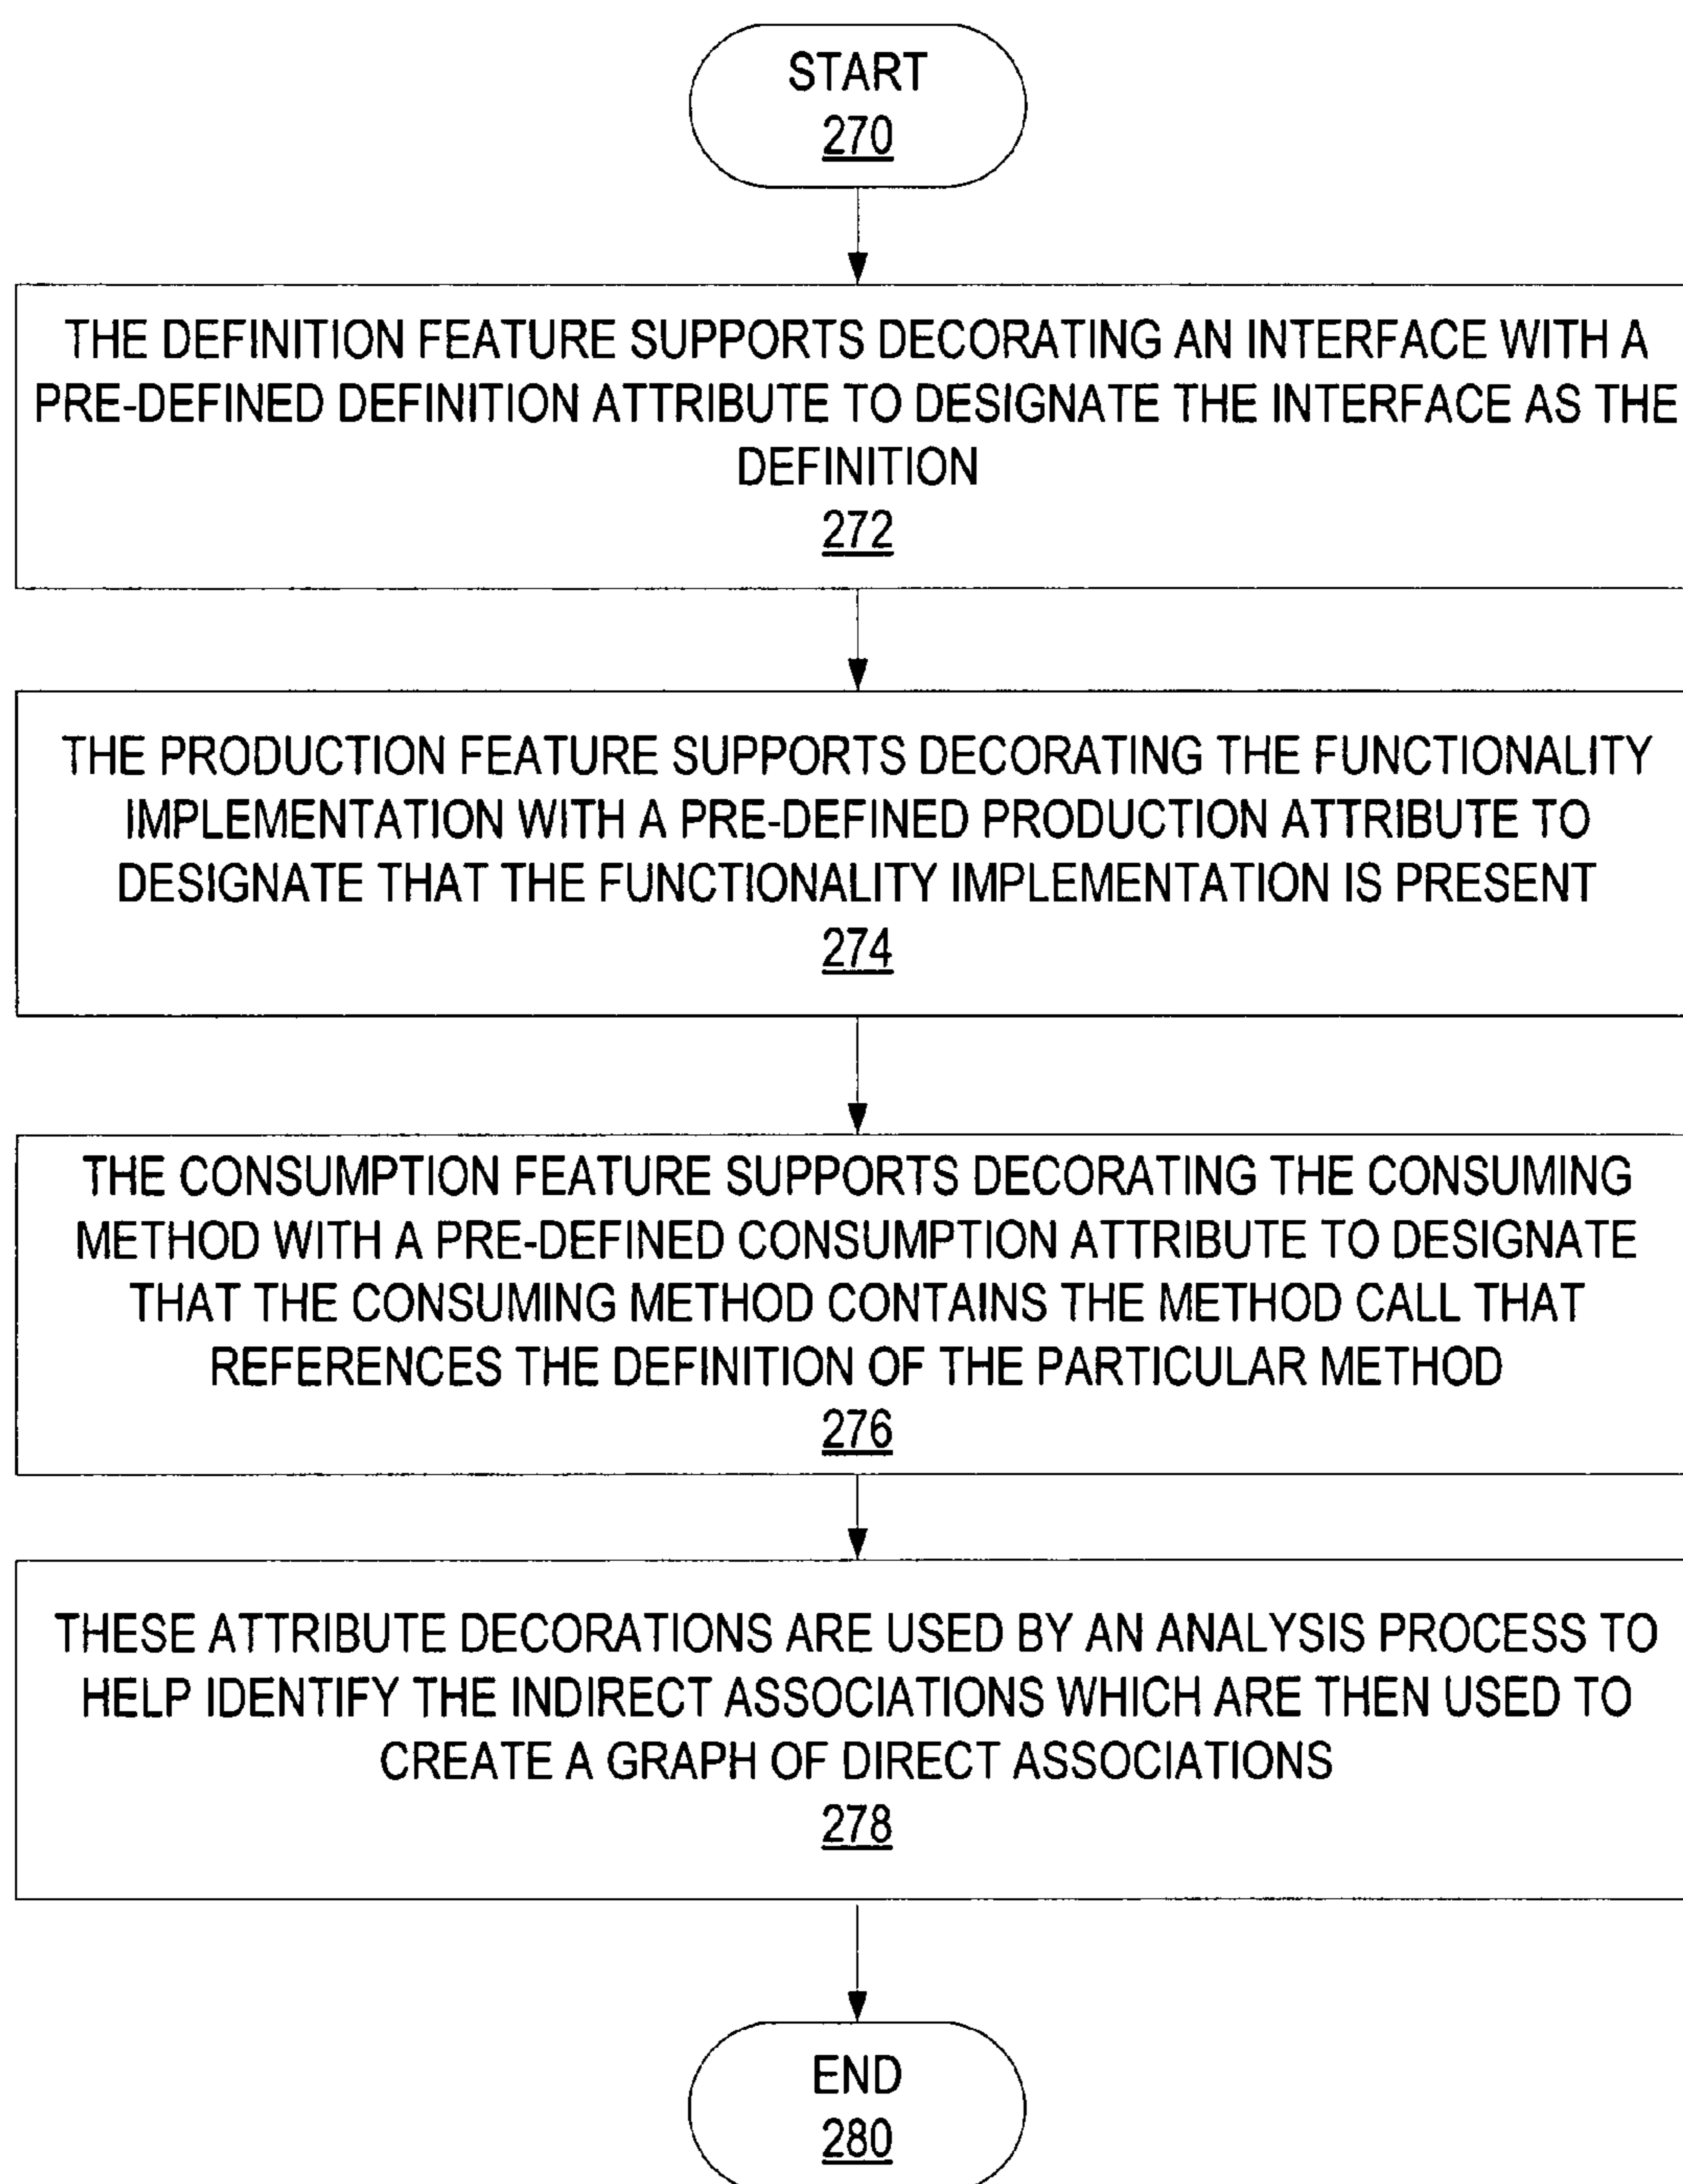 START
270
THE DEFINITION FEATURE SUPPORTS DECORATING AN INTERFACE WITH A
PRE-DEFINED DEFINITION ATTRIBUTE TO DESIGNATE THE INTERFACE AS THE
DEFINITION
272
THE PRODUCTION FEATURE SUPPORTS DECORATING THE FUNCTIONALITY
IMPLEMENTATION WITH A PRE-DEFINED PRODUCTION ATTRIBUTE TO
DESIGNATE THAT THE FUNCTIONALITY IMPLEMENTATION IS PRESENT
274
THE CONSUMPTION FEATURE SUPPORTS DECORATING THE CONSUMING
METHOD WITH A PRE-DEFINED CONSUMPTION ATTRIBUTE TO DESIGNATE
THAT THE CONSUMING METHOD CONTAINS THE METHOD CALL THAT
REFERENCES THE DEFINITION OF THE PARTICULAR METHOD
276
THESE ATTRIBUTE DECORATIONS ARE USED BY AN ANALYSIS PROCESS TO
HELP IDENTIFY THE INDIRECT ASSOCIATIONS WHICH ARE THEN USED TO
CREATE A GRAPH OF DIRECT ASSOCIATIONS
278
END
280